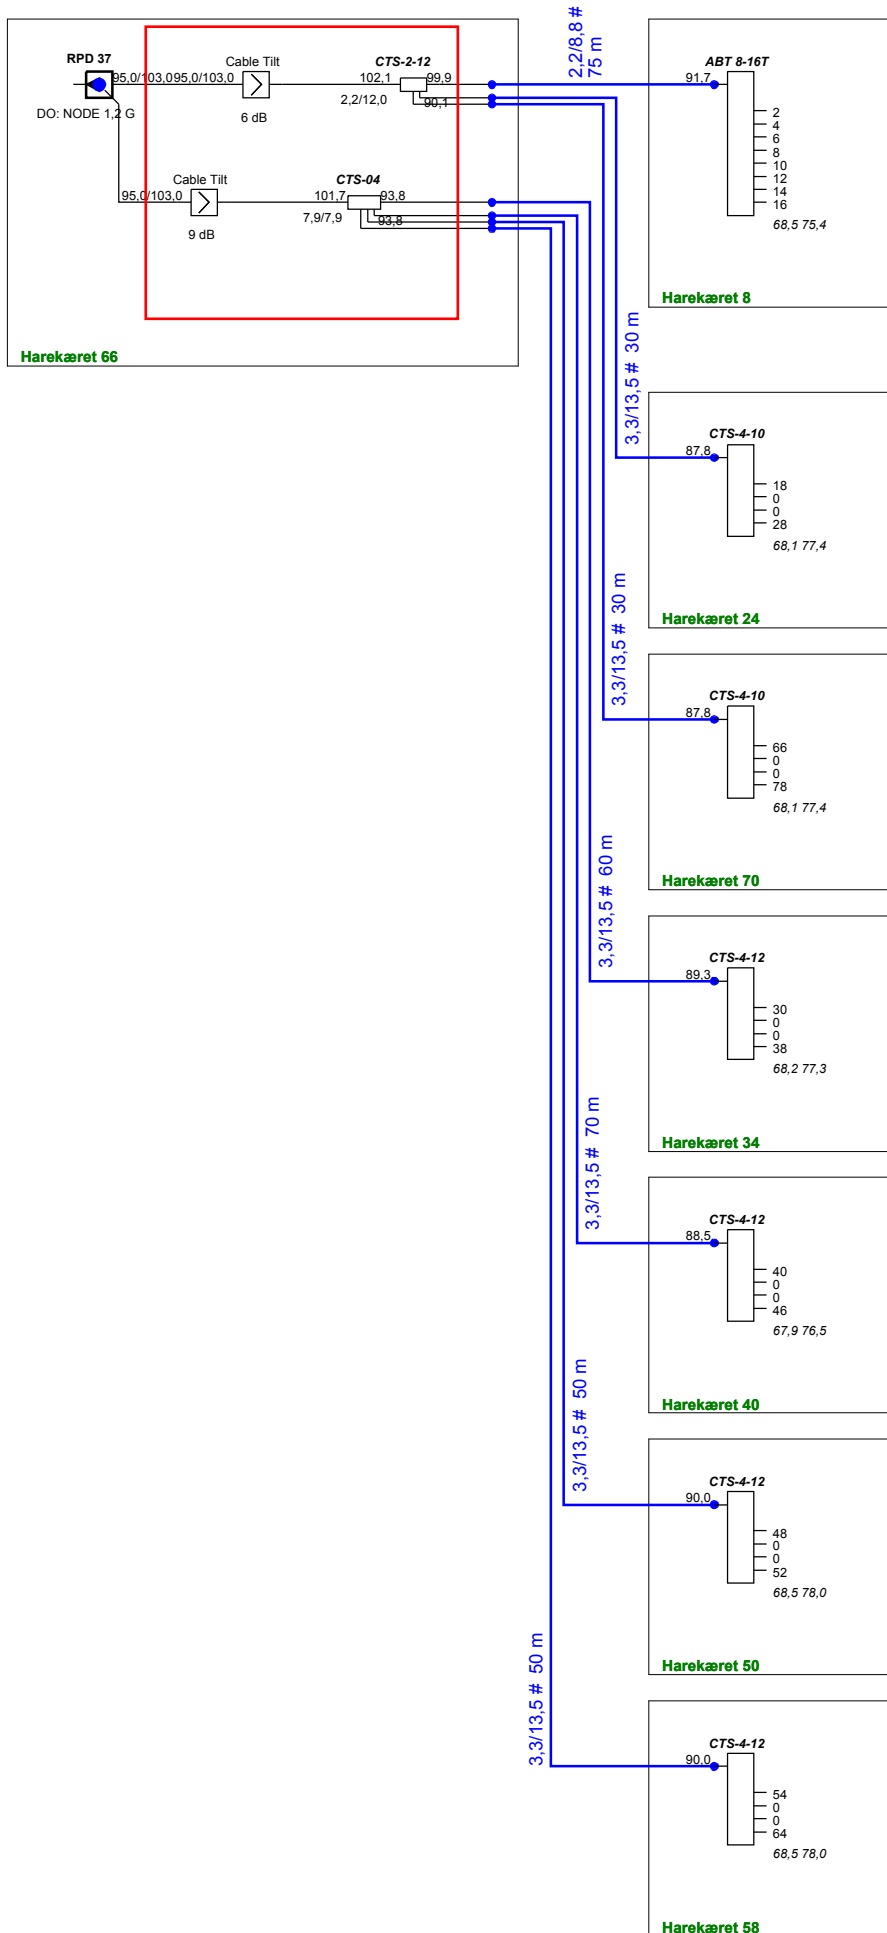 RPD 37
95,0/103,0
95,0/103,0
DO: NODE 1,2 G
Cable Tilt
6 dB
CTS-2-12
102,1
99,9
2,2/12,0
90,1
Cable Tilt
95,0/103,0
9 dB
CTS-04
101,7
93,8
7,9/7,9
93,8
Harekæret 66
2,2/8,8 #
75 m
ABT 8-16T
91,7
2
4
6
8
10
12
14
16
68,5 75,4
Harekæret 8
3,3/13,5 # 30 m
CTS-4-10
87,8
18
0
0
28
68,1 77,4
Harekæret 24
3,3/13,5 # 30 m
CTS-4-10
87,8
66
0
0
78
68,1 77,4
Harekæret 70
3,3/13,5 # 60 m
CTS-4-12
89,3
30
0
0
38
68,2 77,3
Harekæret 34
3,3/13,5 # 70 m
CTS-4-12
88,5
40
0
0
46
67,9 76,5
Harekæret 40
3,3/13,5 # 50 m
CTS-4-12
90,0
48
0
0
52
68,5 78,0
Harekæret 50
3,3/13,5 # 50 m
CTS-4-12
90,0
54
0
0
64
68,5 78,0
Harekæret 58